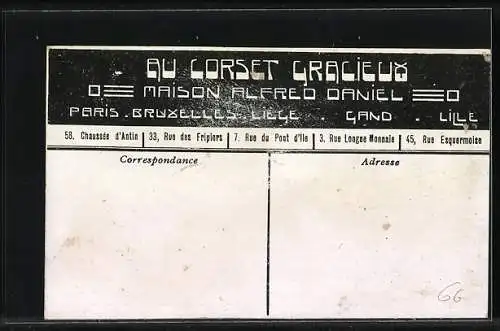 AU CORSET GRACIEUX
MAISON ALFRED DANIEL
PARIS . BRUXELLES . LIEGE . GAND . LILLE
58, Chaussée d'Antin | 33, Rue des Fripiers | 7, Rue du Pont d'Ile | 3, Rue Longue Monnaie | 45, Rue Esquermoise
Correspondance Adresse
66